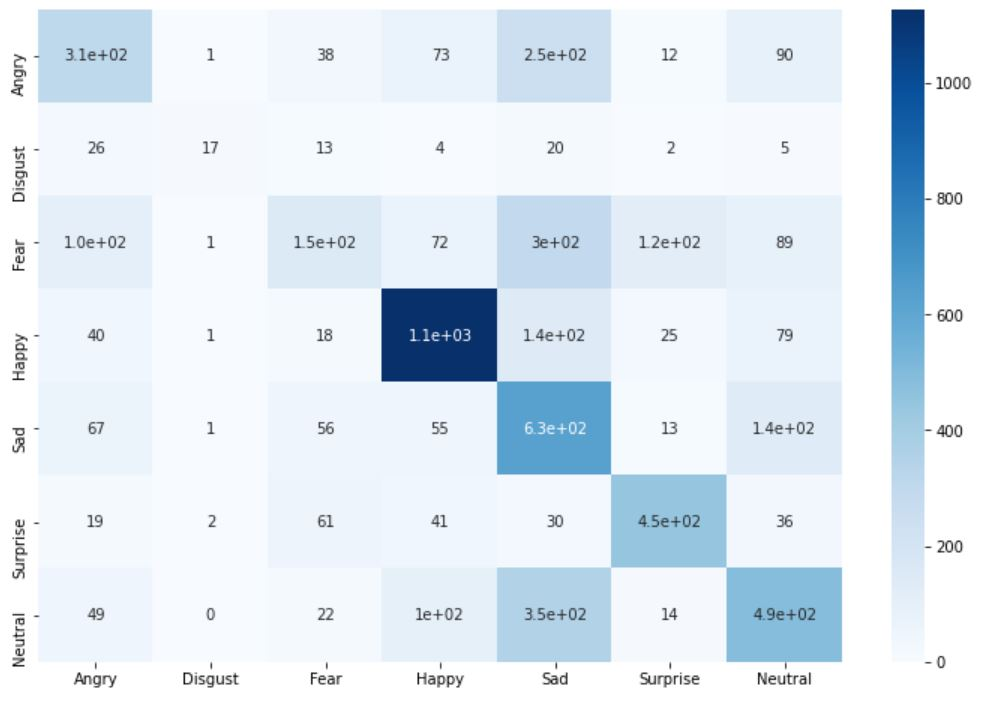 Angry 3.1e+02 1 38 73 2.5e+02 12 90
Disgust 26 17 13 4 20 2 5
Fear 1.0e+02 1 1.5e+02 72 3e+02 1.2e+02 89
Happy 40 1 18 1.1e+03 1.4e+02 25 79
Sad 67 1 56 55 6.3e+02 13 1.4e+02
Surprise 19 2 61 41 30 4.5e+02 36
Neutral 49 0 22 1e+02 3.5e+02 14 4.9e+02
Angry Disgust Fear Happy Sad Surprise Neutral
1000
800
600
400
200
0